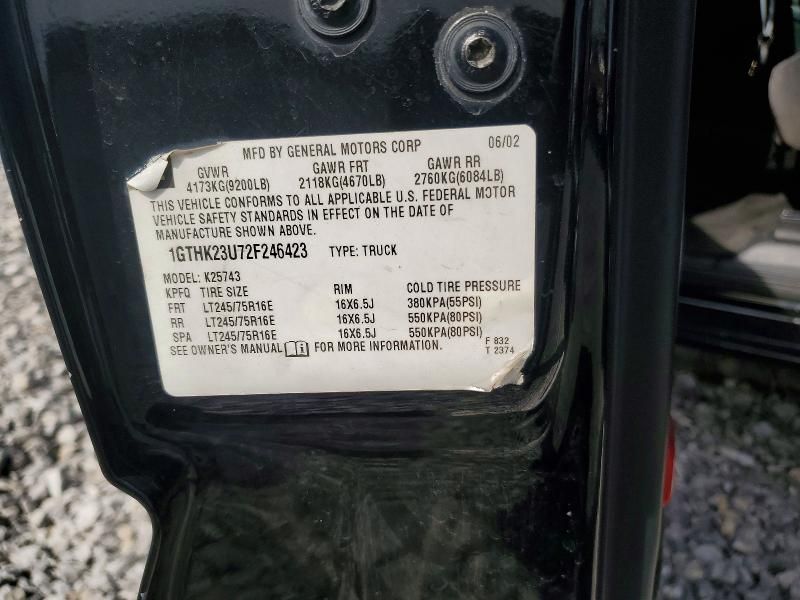 MFD BY GENERAL MOTORS CORP 06/02
GVWR GAWR FRT GAWR RR
4173KG(9200LB) 2118KG(4670LB) 2760KG(6084LB)
THIS VEHICLE CONFORMS TO ALL APPLICABLE U.S. FEDERAL MOTOR
VEHICLE SAFETY STANDARDS IN EFFECT ON THE DATE OF
MANUFACTURE SHOWN ABOVE.
1GTHK23U72F246423 TYPE: TRUCK
MODEL: K25743
KPFQ TIRE SIZE RIM COLD TIRE PRESSURE
FRT LT245/75R16E 16X6.5J 380KPA(55PSI)
RR LT245/75R16E 16X6.5J 550KPA(80PSI)
SPA LT245/75R16E 16X6.5J 550KPA(80PSI)
SEE OWNER'S MANUAL FOR MORE INFORMATION. F 832
T 2374